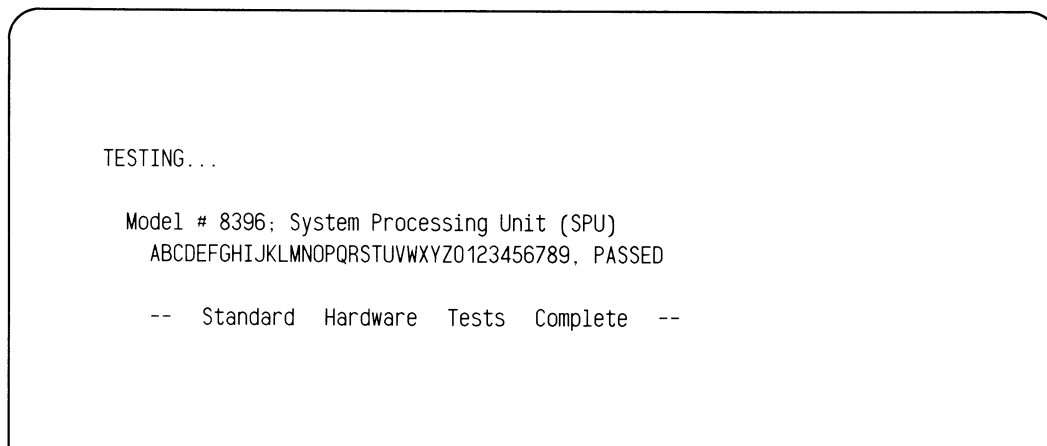 TESTING...
Model # 8396; System Processing Unit (SPU)
ABCDEFGHIJKLMNOPQRSTUVWXYZ0123456789, PASSED
-- Standard Hardware Tests Complete --